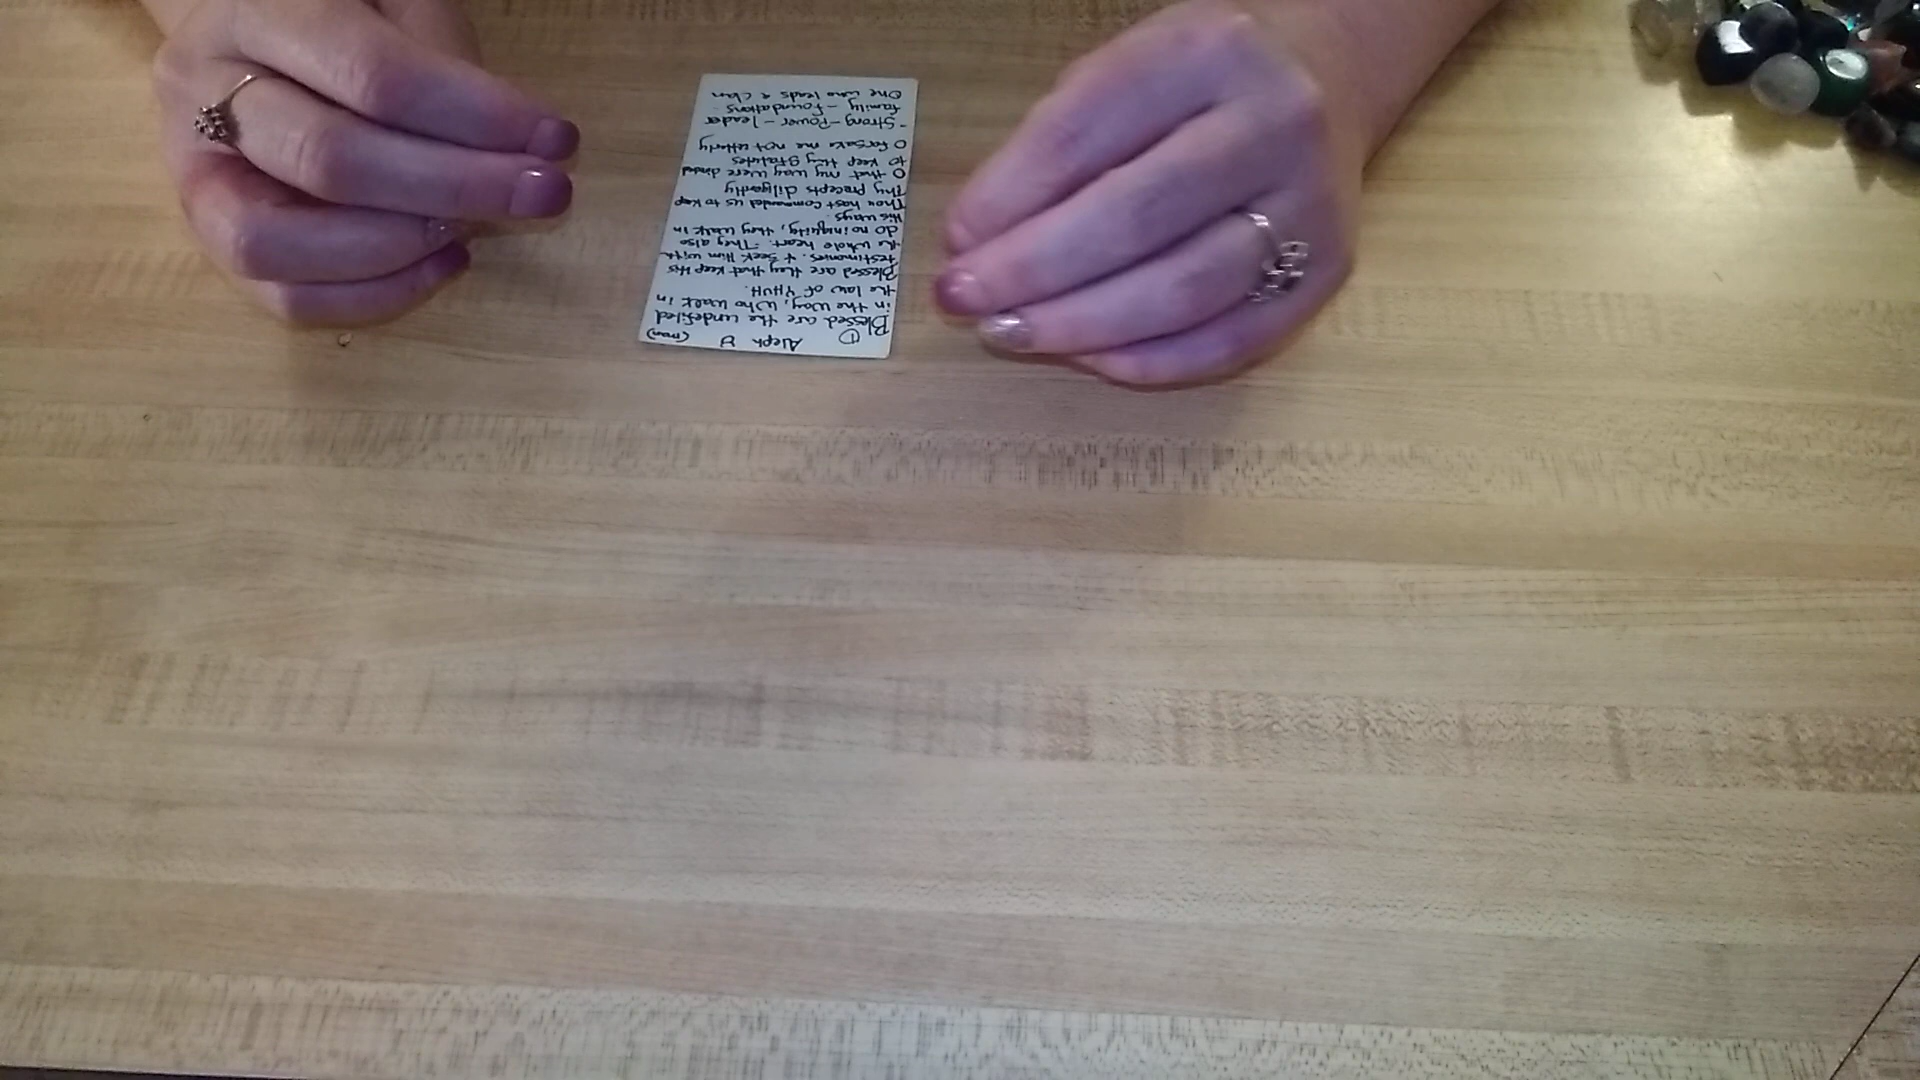 ① Aleph (man)
Blessed are the undefiled
in the way, who walk in
the law of YHUH.
Blessed are they that keep His
testimonies. + Seek Him with
the whole heart. They also
do no iniquity, they walk in
His ways.
Thou hast commanded us to keep
Thy precepts diligently
O that my way were
to keep thy statutes
O forsake me not utterly
-Strong-Power-leader
family-foundations-
One who leads a clan